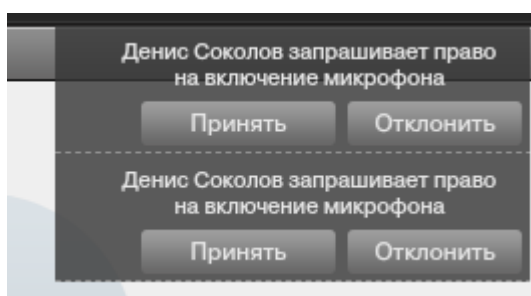 Денис Соколов запрашивает право
на включение микрофона
Принять Отклонить
Денис Соколов запрашивает право
на включение микрофона
Принять Отклонить